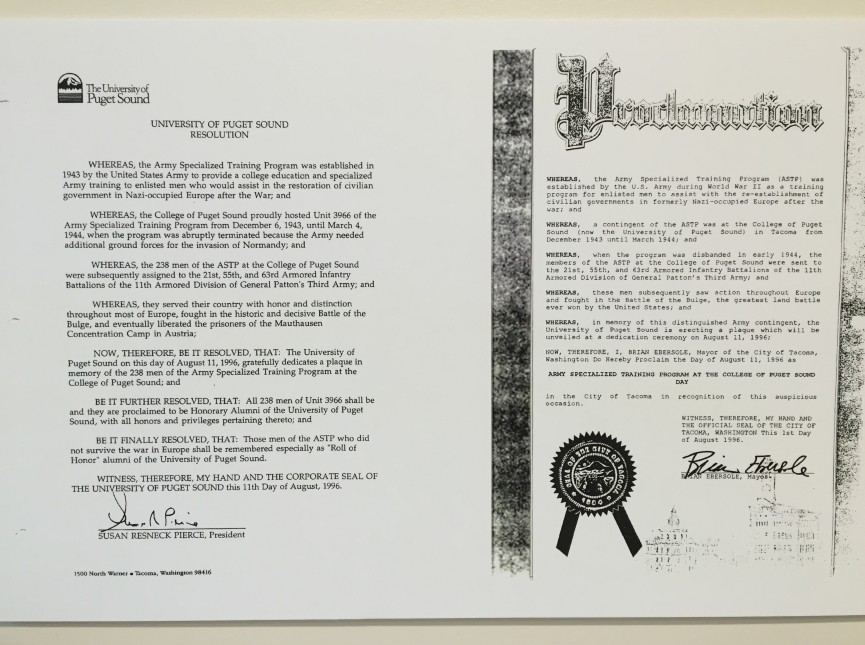 The University of
Puget Sound
UNIVERSITY OF PUGET SOUND
RESOLUTION
WHEREAS, the Army Specialized Training Program was established in
1943 by the United States Army to provide a college education and specialized
Army training to enlisted men who would assist in the restoration of civilian
government in Nazi-occupied Europe after the War; and
WHEREAS, the College of Puget Sound proudly hosted Unit 3966 of the
Army Specialized Training Program from December 6, 1943, until March 4,
1944, when the program was abruptly terminated because the Army needed
additional ground forces for the invasion of Normandy; and
WHEREAS, the 238 men of the ASTP at the College of Puget Sound
were subsequently assigned to the 21st, 55th, and 63rd Armored Infantry
Battalions of the 11th Armored Division of General Patton's Third Army; and
WHEREAS, they served their country with honor and distinction
throughout most of Europe, fought in the historic and decisive Battle of the
Bulge, and eventually liberated the prisoners of the Mauthausen
Concentration Camp in Austria;
NOW, THEREFORE, BE IT RESOLVED, THAT: The University of
Puget Sound on this day of August 11, 1996, gratefully dedicates a plaque in
memory of the 238 men of the Army Specialized Training Program at the
College of Puget Sound; and
BE IT FURTHER RESOLVED, THAT: All 238 men of Unit 3966 shall be
and they are proclaimed to be Honorary Alumni of the University of Puget
Sound, with all honors and privileges pertaining thereto; and
BE IT FINALLY RESOLVED, THAT: Those men of the ASTP who did
not survive the war in Europe shall be remembered especially as "Roll of
Honor" alumni of the University of Puget Sound.
WITNESS, THEREFORE, MY HAND AND THE CORPORATE SEAL OF
THE UNIVERSITY OF PUGET SOUND this 11th Day of August, 1996.
SUSAN RESNECK PIERCE, President
1500 North Warner • Tacoma, Washington 98416
Proclamation
WHEREAS, the Army Specialized Training Program (ASTP) was
established by the U.S. Army during World War II as a training
program for enlisted men to assist with the re-establishment of
civilian governments in formerly Nazi-occupied Europe after the
war; and
WHEREAS, a contingent of the ASTP was at the College of Puget
Sound (now the University of Puget Sound) in Tacoma from
December 1943 until March 1944; and
WHEREAS, when the program was disbanded in early 1944, the
members of the ASTP at the College of Puget Sound were sent to
the 21st, 55th, and 63rd Armored Infantry Battalions of the 11th
Armored Division of General Patton's Third Army; and
WHEREAS, these men subsequently saw action throughout Europe
and fought in the Battle of the Bulge, the greatest land battle
ever won by the United States; and
WHEREAS, in memory of this distinguished Army contingent, the
University of Puget Sound is erecting a plaque which will be
unveiled at a dedication ceremony on August 11, 1996;
NOW, THEREFORE, I, BRIAN EBERSOLE, Mayor of the City of Tacoma,
Washington Do Hereby Proclaim the Day of August 11, 1996 as
ARMY SPECIALIZED TRAINING PROGRAM AT THE COLLEGE OF PUGET SOUND
DAY
in the City of Tacoma in recognition of this auspicious
occasion.
WITNESS, THEREFORE, MY HAND AND
THE OFFICIAL SEAL OF THE CITY OF
TACOMA, WASHINGTON This 1st Day
of August 1996.
Brian Ebersole
BRIAN EBERSOLE, Mayor
SEAL OF THE CITY OF TACOMA